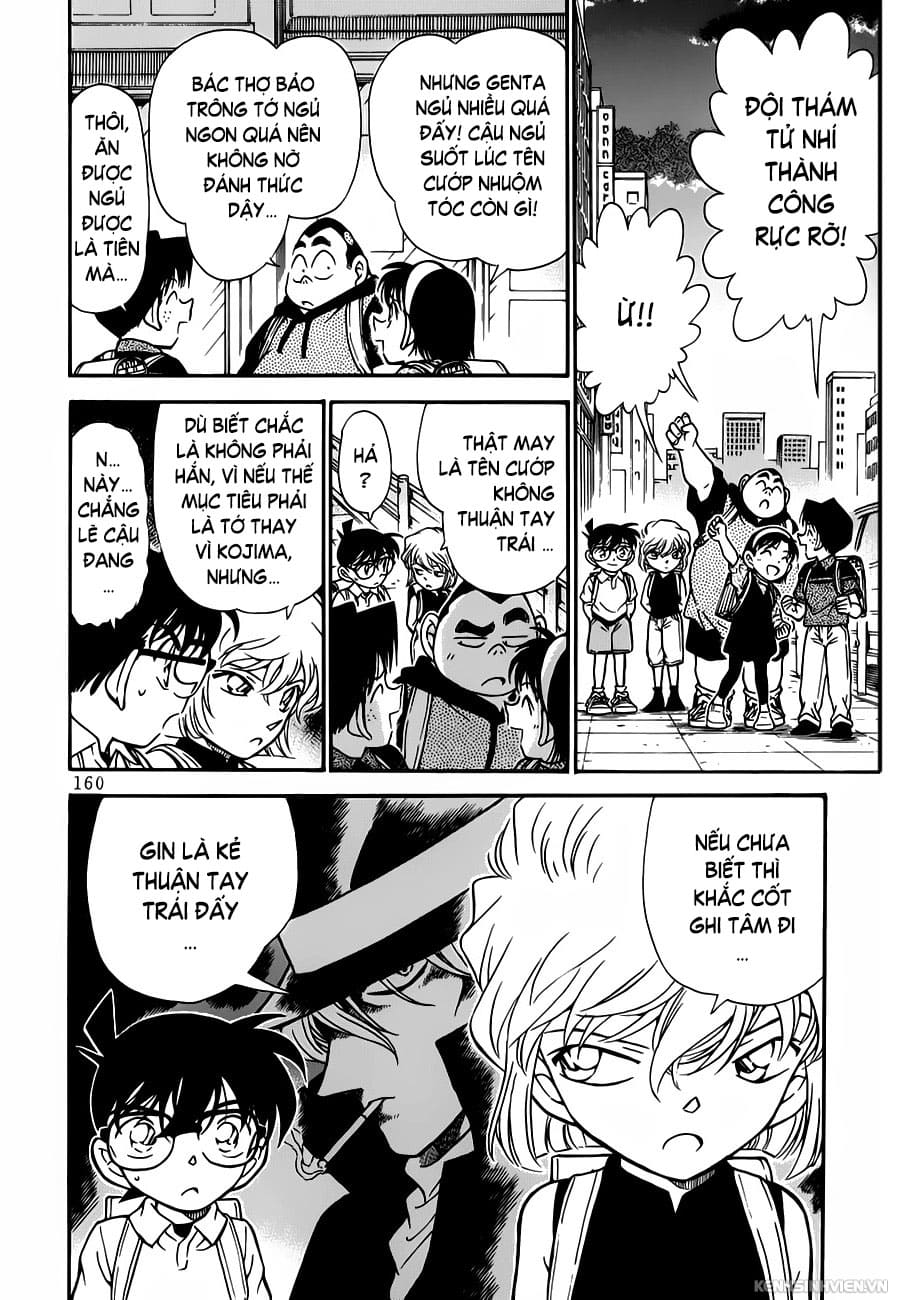 ĐỘI THÁM
TỬ NHÍ
THÀNH
CÔNG
RỰC RỠ!
Ừ!!
NHƯNG GENTA
NGỦ NHIỀU QUÁ
ĐẤY! CẬU NGỦ
SUỐT LÚC TÊN
CƯỚP NHUỘM
TÓC CÒN GÌ!
BÁC THỢ BẢO
TRÔNG TỚ NGỦ
NGON QUÁ NÊN
KHÔNG NỠ
ĐÁNH THỨC
DẬY...
THÔI,
ĂN
ĐƯỢC
NGỦ
ĐƯỢC
LÀ TIÊN
MÀ...
THẬT MAY
LÀ TÊN CƯỚP
KHÔNG
THUẬN TAY
TRÁI ...
HẢ
?
DÙ BIẾT CHẮC
LÀ KHÔNG PHẢI
HẮN, VÌ NẾU THẾ
MỤC TIÊU PHẢI
LÀ TỚ THAY
VÌ KOJIMA,
NHƯNG...
N...
NÀY...
CHẲNG
LẼ CẬU
ĐANG
...
160
NẾU CHƯA
BIẾT THÌ
KHẮC CỐT
GHI TÂM ĐI
...
GIN LÀ KẺ
THUẬN TAY
TRÁI ĐẤY
...
KENHSINHVIEN.VN